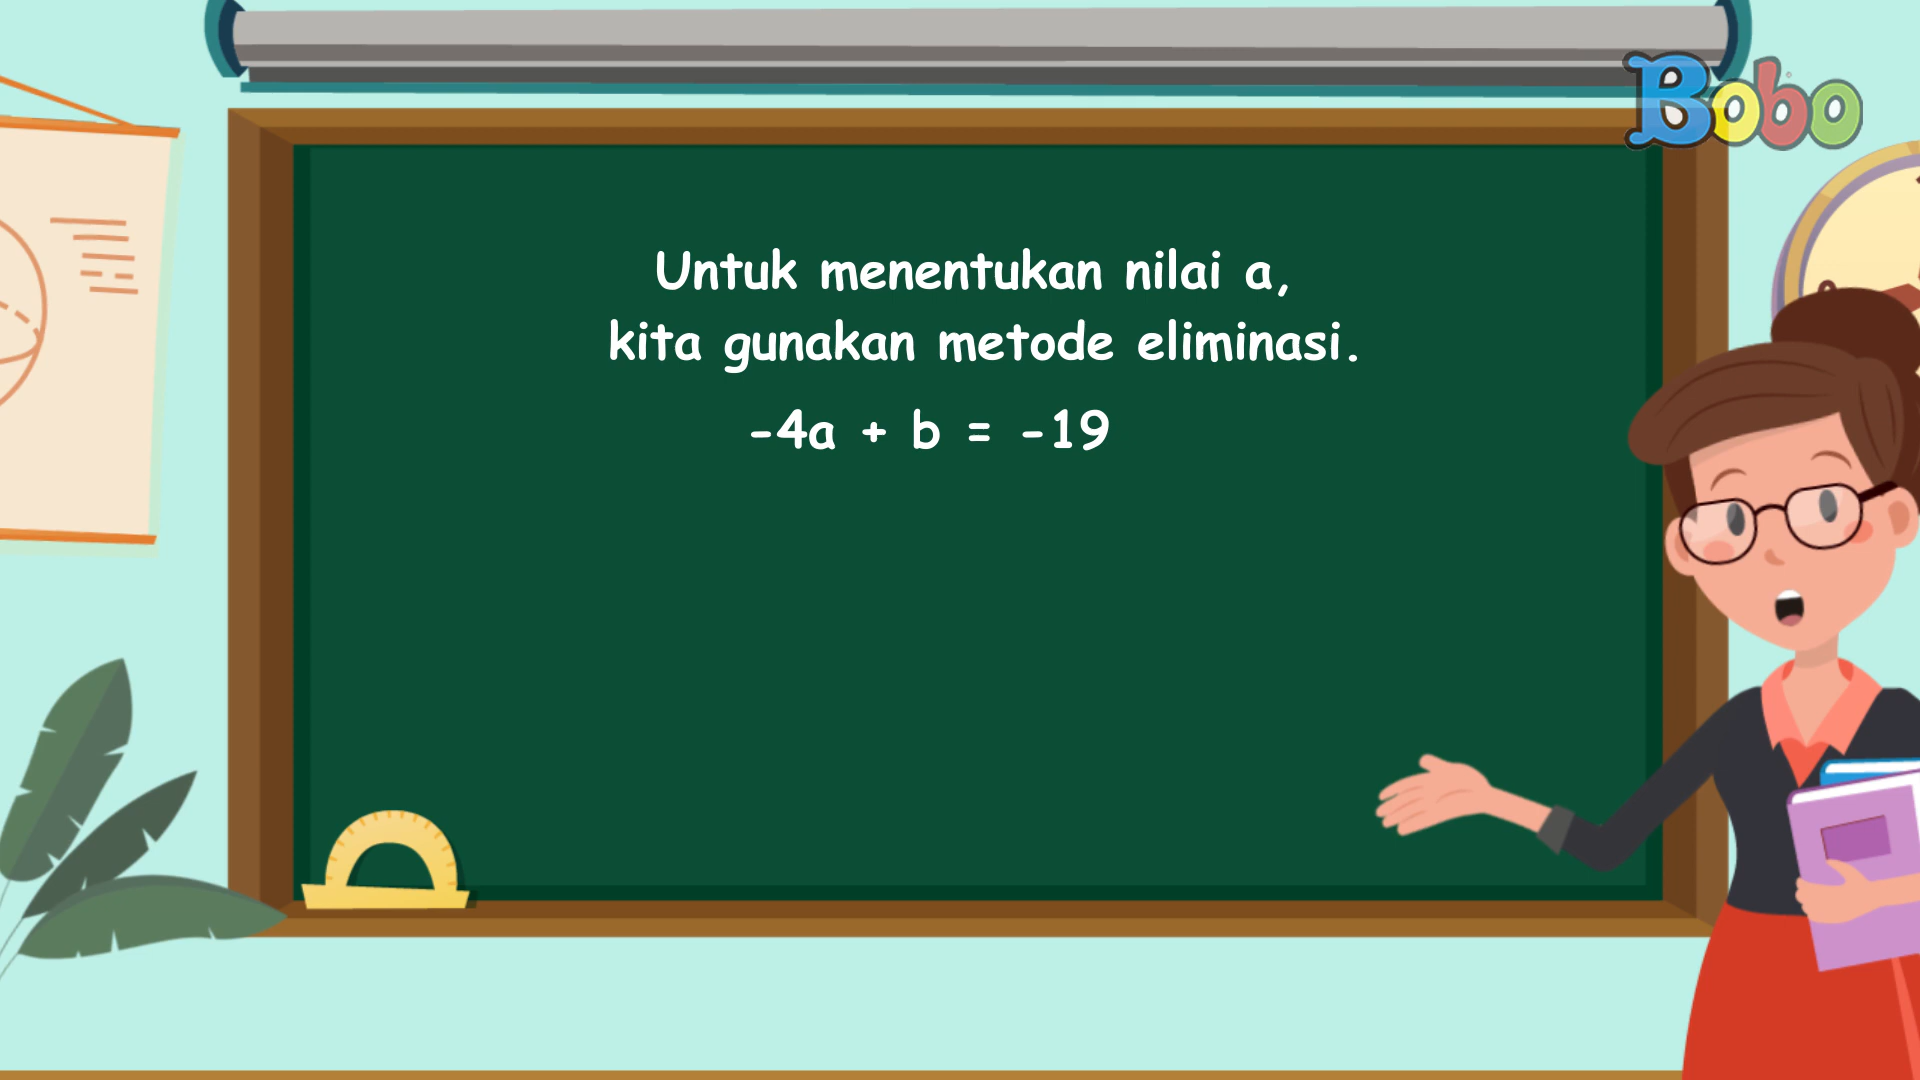 Bobo
Untuk menentukan nilai a,
kita gunakan metode eliminasi.
-4a + b = -19